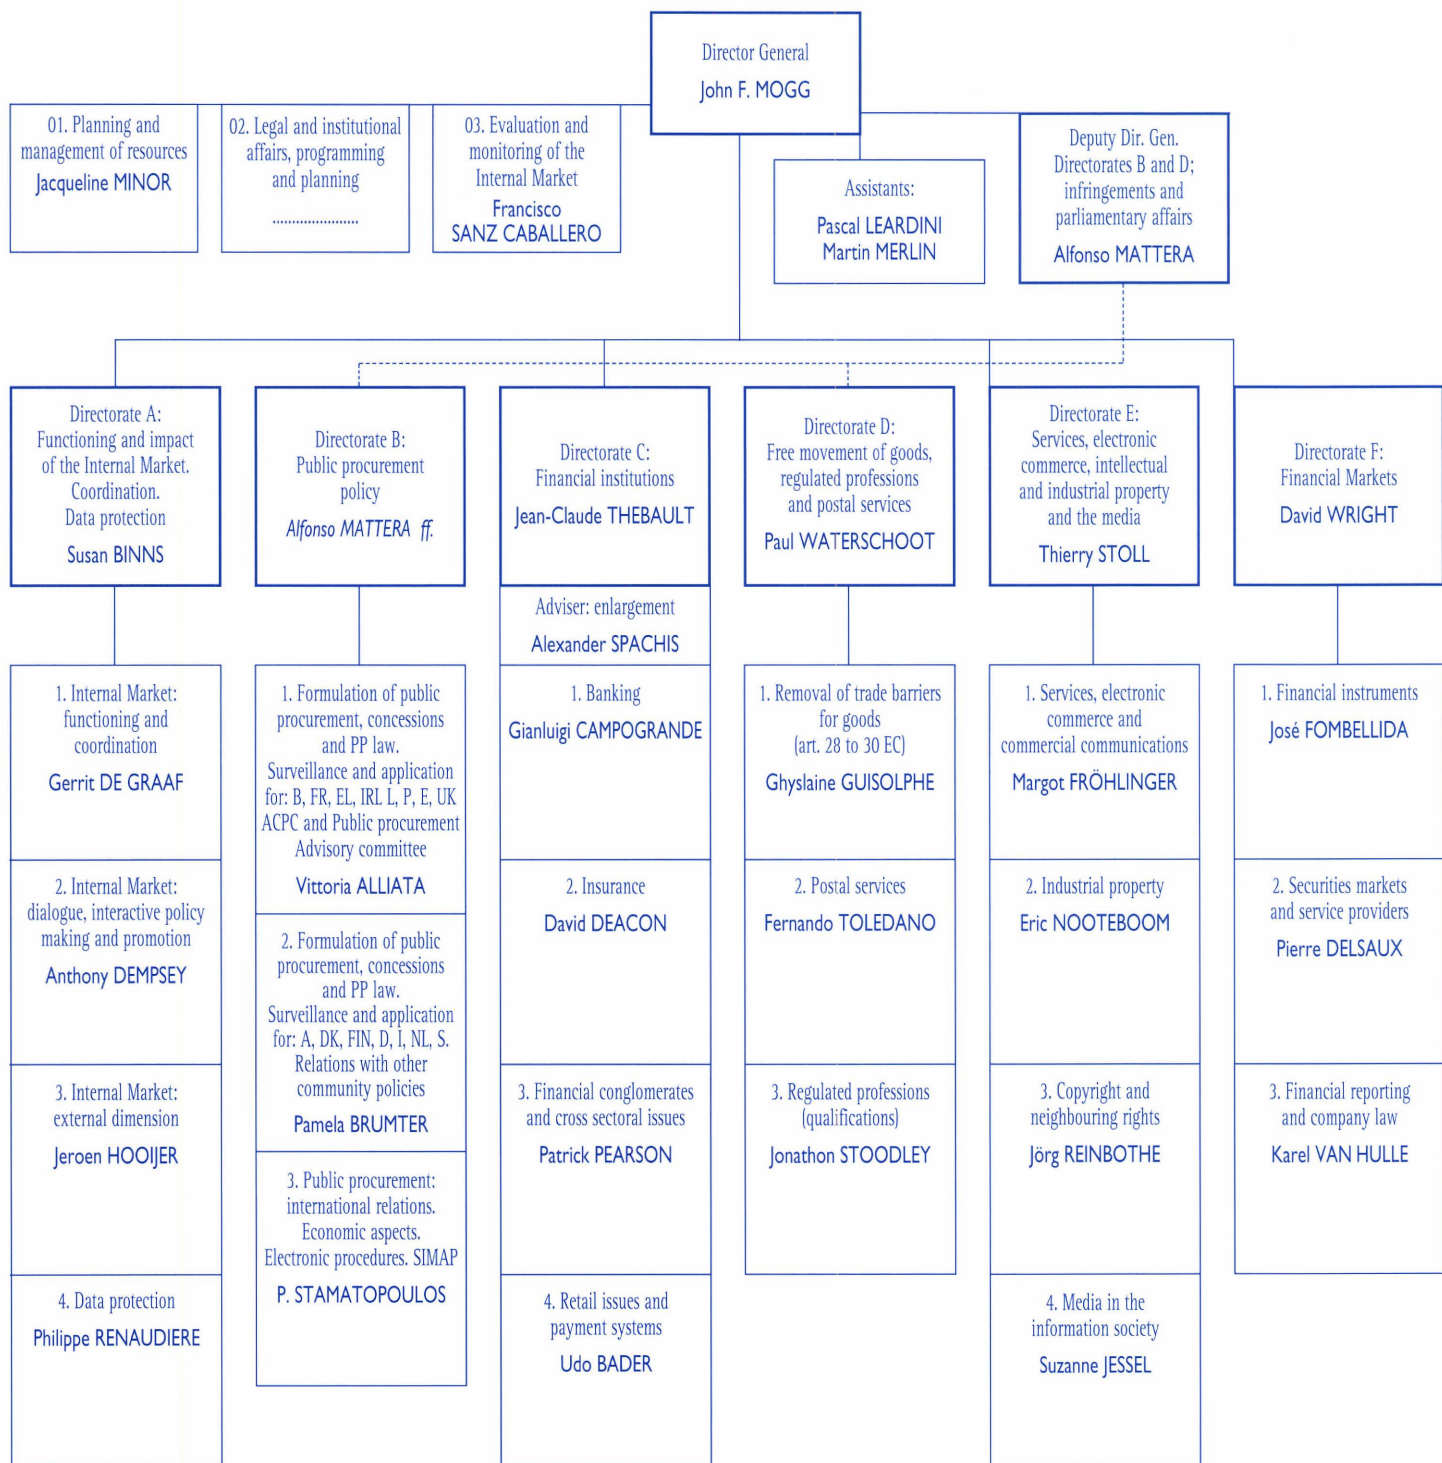 Director General
John F. MOGG
01. Planning and
management of resources
Jacqueline MINOR
02. Legal and institutional
affairs, programming
and planning
......................
03. Evaluation and
monitoring of the
Internal Market
Francisco
SANZ CABALLERO
Assistants:
Pascal LEARDINI
Martin MERLIN
Deputy Dir. Gen.
Directorates B and D;
infringements and
parliamentary affairs
Alfonso MATTERA
Directorate A:
Functioning and impact
of the Internal Market.
Coordination.
Data protection
Susan BINNS
1. Internal Market:
functioning and
coordination
Gerrit DE GRAAF
2. Internal Market:
dialogue, interactive policy
making and promotion
Anthony DEMPSEY
3. Internal Market:
external dimension
Jeroen HOOIJER
4. Data protection
Philippe RENAUDIERE
Directorate B:
Public procurement
policy
Alfonso MATTERA ff.
1. Formulation of public
procurement, concessions
and PP law.
Surveillance and application
for: B, FR, EL, IRL L, P, E, UK
ACPC and Public procurement
Advisory committee
Vittoria ALLIATA
2. Formulation of public
procurement, concessions
and PP law.
Surveillance and application
for: A, DK, FIN, D, I, NL, S.
Relations with other
community policies
Pamela BRUMTER
3. Public procurement:
international relations.
Economic aspects.
Electronic procedures. SIMAP
P. STAMATOPOULOS
Directorate C:
Financial institutions
Jean-Claude THEBAULT
Adviser: enlargement
Alexander SPACHIS
1. Banking
Gianluigi CAMPOGRANDE
2. Insurance
David DEACON
3. Financial conglomerates
and cross sectoral issues
Patrick PEARSON
4. Retail issues and
payment systems
Udo BADER
Directorate D:
Free movement of goods,
regulated professions
and postal services
Paul WATERSCHOOT
1. Removal of trade barriers
for goods
(art. 28 to 30 EC)
Ghyslaine GUISOLPHE
2. Postal services
Fernando TOLEDANO
3. Regulated professions
(qualifications)
Jonathon STOODLEY
Directorate E:
Services, electronic
commerce, intellectual
and industrial property
and the media
Thierry STOLL
1. Services, electronic
commerce and
commercial communications
Margot FRÖHLINGER
2. Industrial property
Eric NOOTEBOOM
3. Copyright and
neighbouring rights
Jörg REINBOTHE
4. Media in the
information society
Suzanne JESSEL
Directorate F:
Financial Markets
David WRIGHT
1. Financial instruments
José FOMBELLIDA
2. Securities markets
and service providers
Pierre DELSAUX
3. Financial reporting
and company law
Karel VAN HULLE